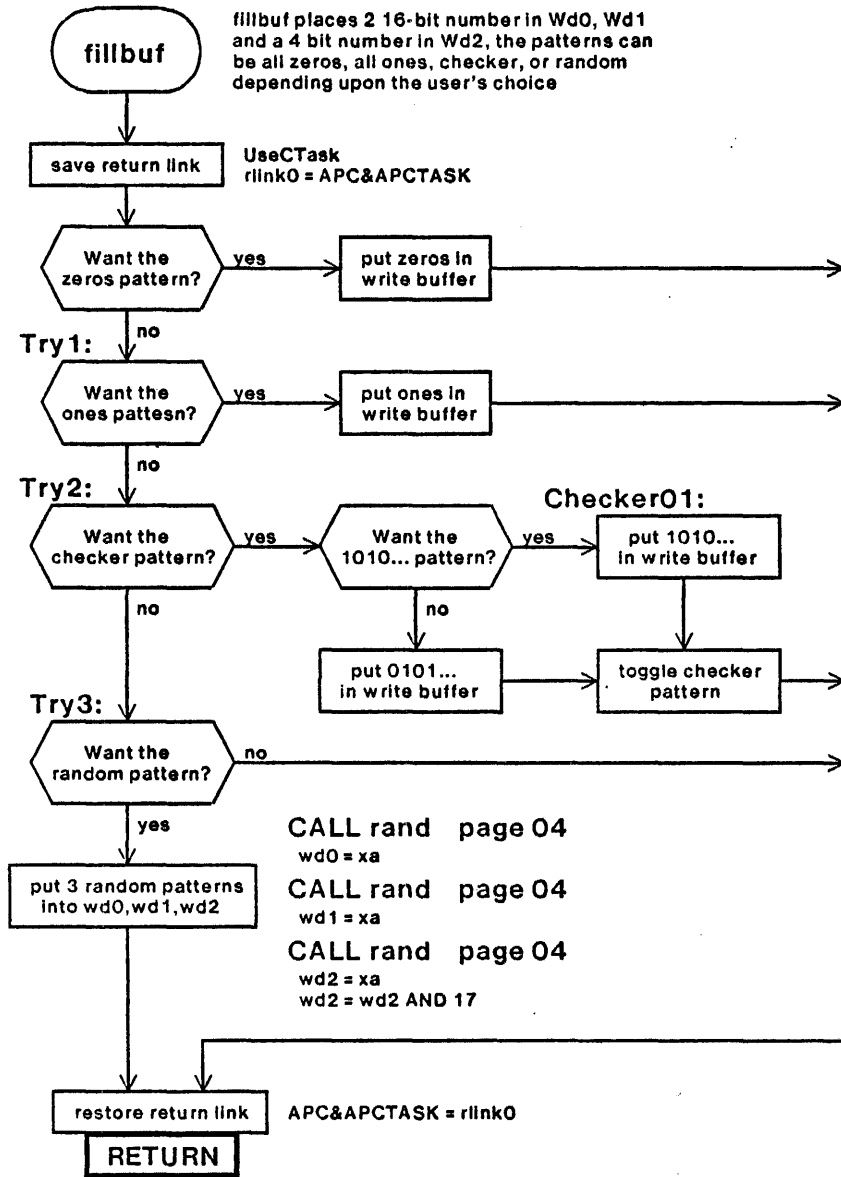 fillbuf
fillbuf places 2 16-bit number in Wd0, Wd1
and a 4 bit number in Wd2, the patterns can
be all zeros, all ones, checker, or random
depending upon the user's choice
save return link
UseCTask
rlink0 = APC&APCTASK
Want the
zeros pattern?
yes
put zeros in
write buffer
no
Try1:
Want the
ones pattesn?
yes
put ones in
write buffer
no
Try2:
Want the
checker pattern?
yes
Want the
1010... pattern?
yes
Checker01:
put 1010...
in write buffer
no
no
put 0101...
in write buffer
toggle checker
pattern
Try3:
Want the
random pattern?
no
yes
put 3 random patterns
into wd0,wd1,wd2
CALL rand page 04
wd0 = xa
CALL rand page 04
wd1 = xa
CALL rand page 04
wd2 = xa
wd2 = wd2 AND 17
restore return link
APC&APCTASK = rlink0
RETURN